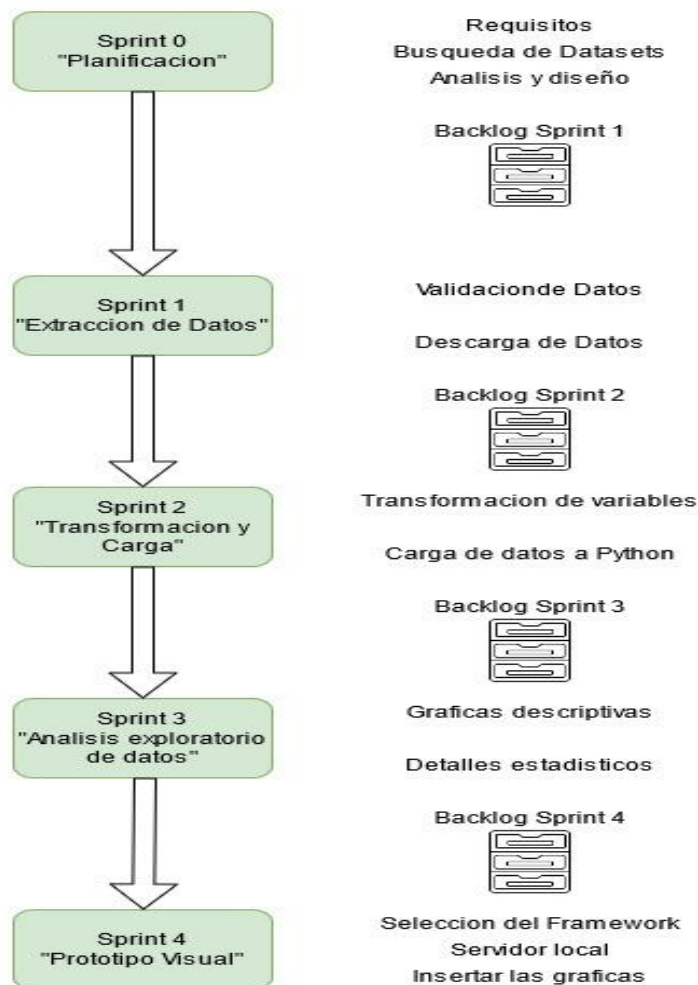 Sprint 0
"Planificacion"
Requisitos
Busqueda de Datasets
Analisis y diseño
Backlog Sprint 1
Sprint 1
"Extraccion de Datos"
Validacionde Datos
Descarga de Datos
Backlog Sprint 2
Sprint 2
"Transformacion y
Carga"
Transformacion de variables
Carga de datos a Python
Backlog Sprint 3
Sprint 3
"Analisis exploratorio
de datos"
Graficas descriptivas
Detalles estadisticos
Backlog Sprint 4
Sprint 4
"Prototipo Visual"
Seleccion del Framework
Servidor local
Insertar las graficas